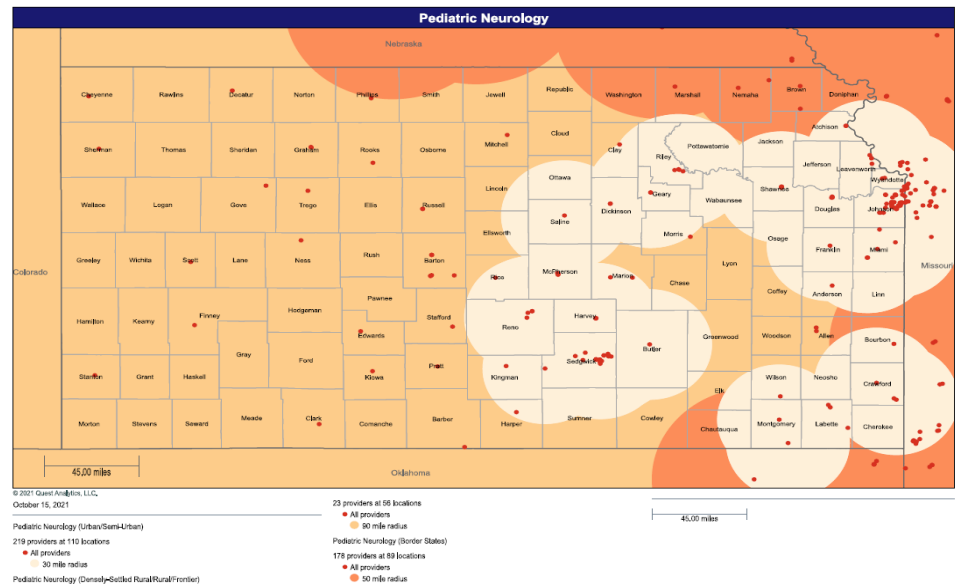 Pediatric Neurology
Nebraska
Cheyenne Rawlins Decatur Norton Phillips Smith Jewell Republic Washington Marshall Nemaha Brown Doniphan
Cloud Mitchell Clay Riley Pottawatomie Jackson Atchison
Sherman Thomas Sheridan Graham Rooks Osborne Jefferson Leavenworth
Ottawa Lincoln Geary Wabaunsee Shawnee Wyandotte
Wallace Logan Gove Trego Ellis Russell Saline Dickinson Douglas Johnson
Ellsworth Morris Osage Franklin Miami
Colorado Greeley Wichita Scott Lane Ness Rush Barton Rice McPherson Marion Chase Lyon Coffey Anderson Linn Missouri
Hamilton Kearny Finney Hodgeman Pawnee Stafford Reno Harvey
Gray Ford Edwards Sedgwick Butler Greenwood Woodson Allen Bourbon
Stanton Grant Haskell Kiowa Pratt Kingman Elk Wilson Neosho Crawford
Morton Stevens Seward Meade Clark Comanche Barber Harper Sumner Cowley Chautauqua Montgomery Labette Cherokee
45.00 miles
Oklahoma
© 2021 Quest Analytics, LLC.
October 15, 2021
Pediatric Neurology (Urban/Semi-Urban)
219 providers at 110 locations
All providers
30 mile radius
Pediatric Neurology (Densely-Settled Rural/Rural/Frontier)
23 providers at 56 locations
All providers
90 mile radius
Pediatric Neurology (Border States)
178 providers at 89 locations
All providers
50 mile radius
45.00 miles